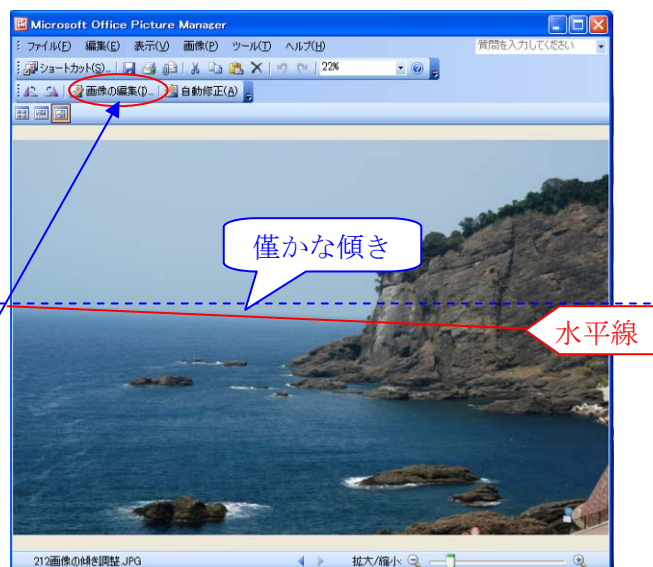 Microsoft Office Picture Manager
ファイル(F) 編集(E) 表示(V) 画像(P) ツール(T) ヘルプ(H) 質問を入力してください
ショートカット(S)... 22%
画像の編集(I)... 自動修正(A)
僅かな傾き
水平線
212画像の傾き調整.JPG 拡大/縮小: